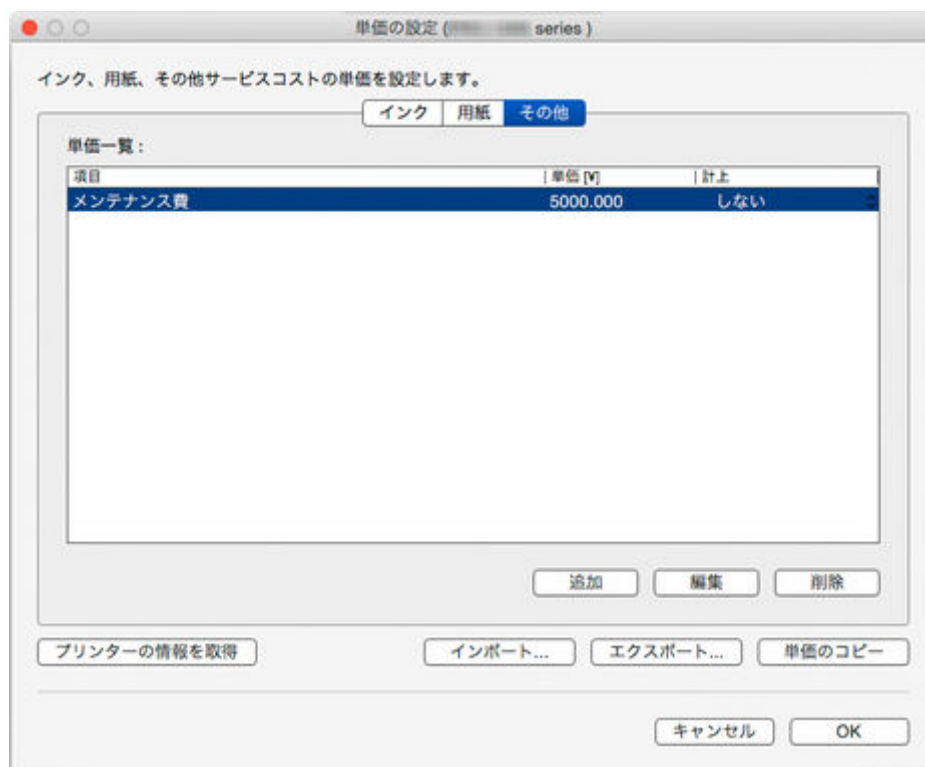 単価の設定 ( series )
インク、用紙、その他サービスコストの単価を設定します。
インク 用紙 その他
単価一覧：
項目 単価 [¥] 計上
メンテナンス費 5000.000 しない
追加 編集 削除
プリンターの情報を取得 インポート... エクスポート... 単価のコピー
キャンセル OK